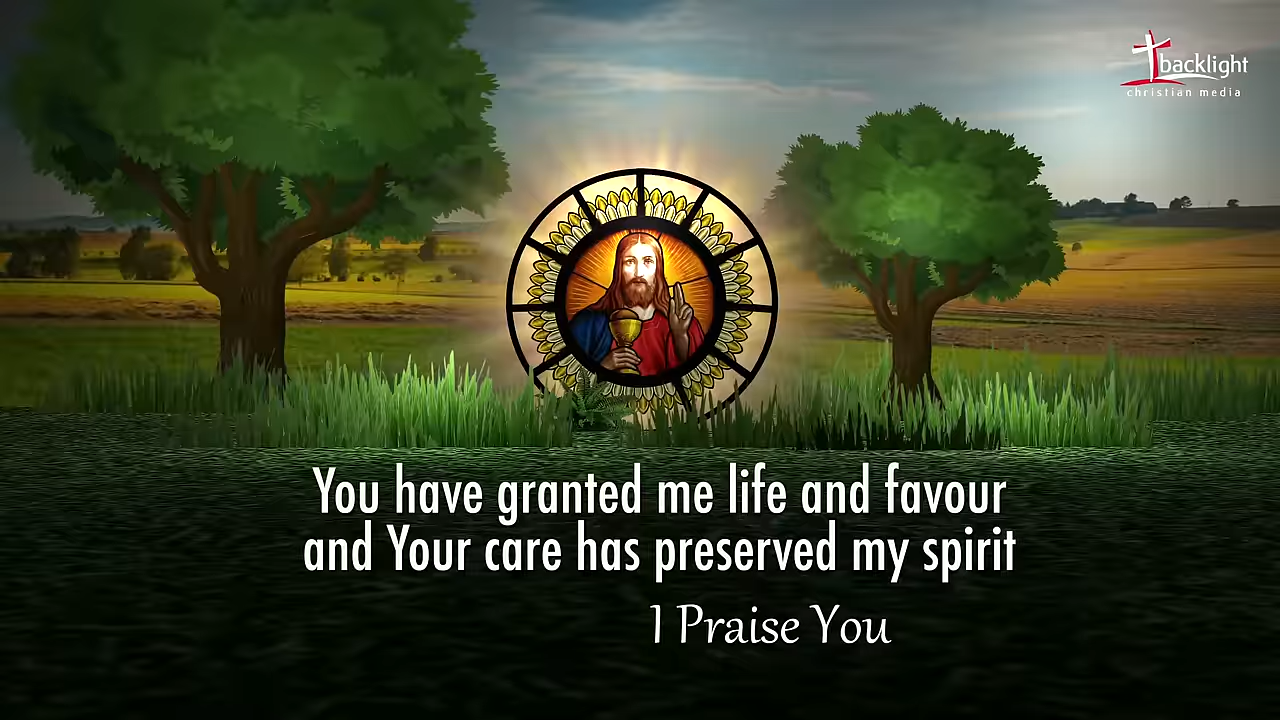 backlight
christian media
You have granted me life and favour
and Your care has preserved my spirit
I Praise You